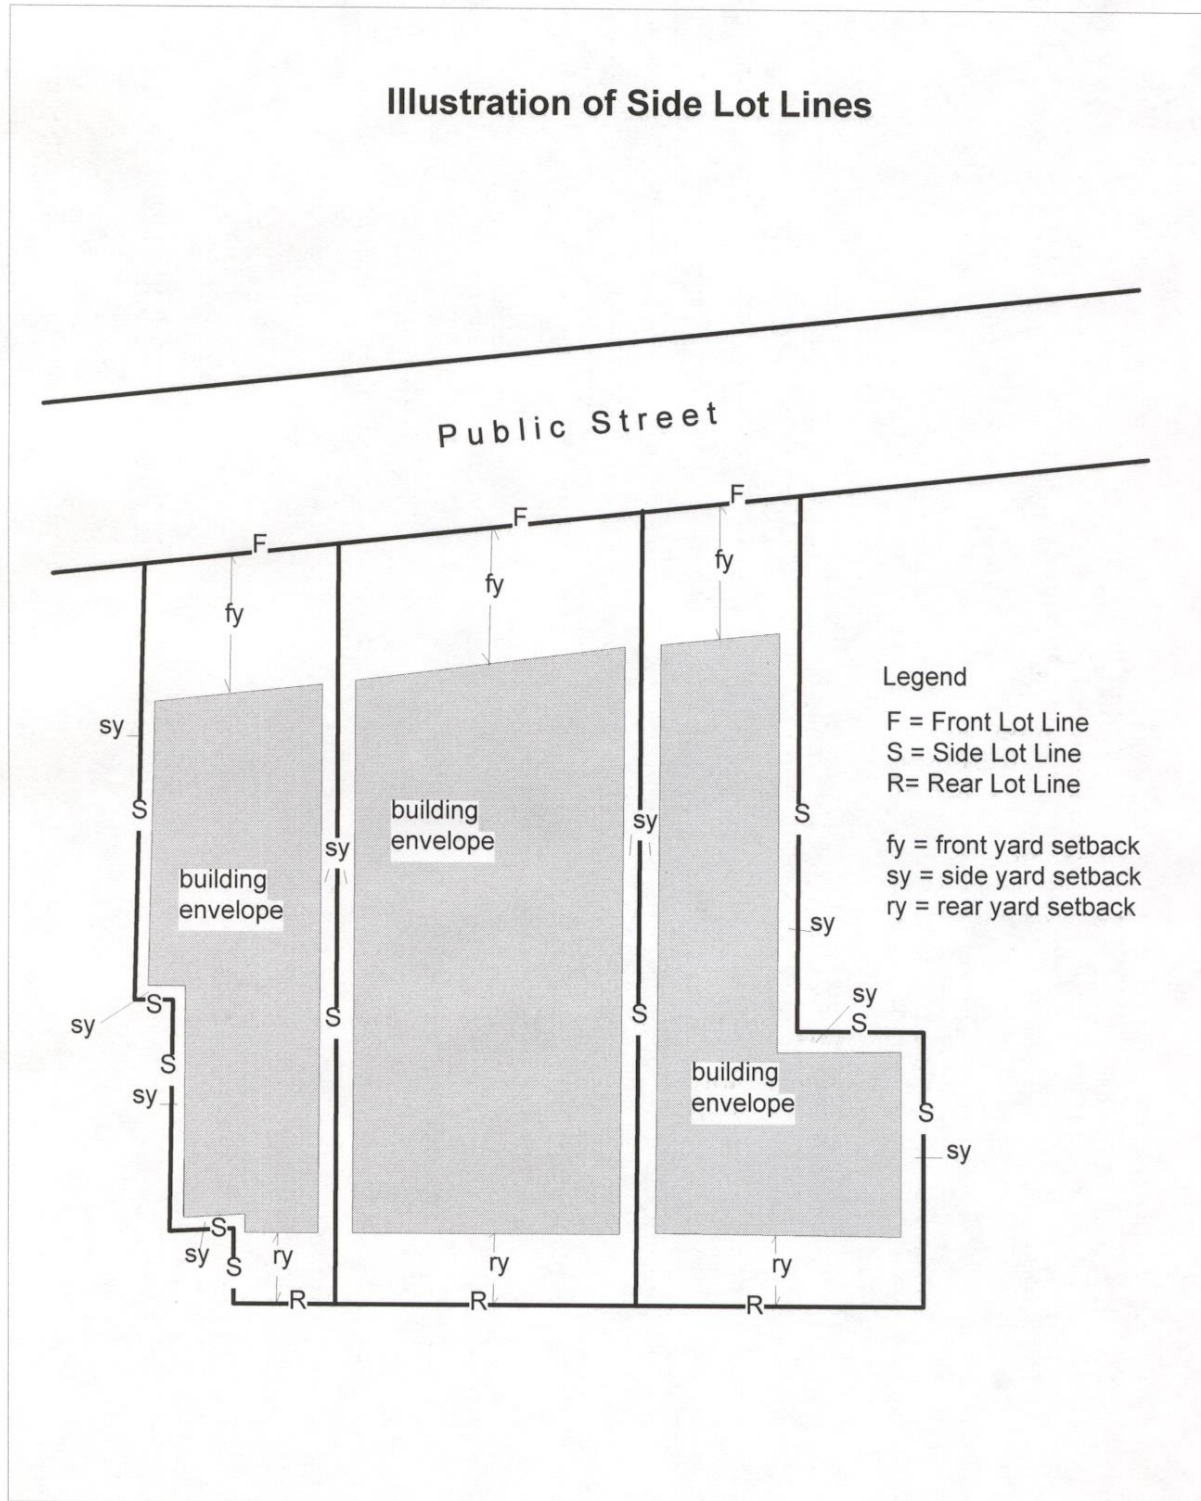 Illustration of Side Lot Lines
Public Street
F
F
F
fy
fy
fy
sy
S
building
envelope
sy
building
envelope
sy
S
Legend
F = Front Lot Line
S = Side Lot Line
R= Rear Lot Line
fy = front yard setback
sy = side yard setback
ry = rear yard setback
sy
S
sy
S
S
sy
S
S
sy
building
envelope
S
sy
S
sy
S
ry
ry
ry
R
R
R